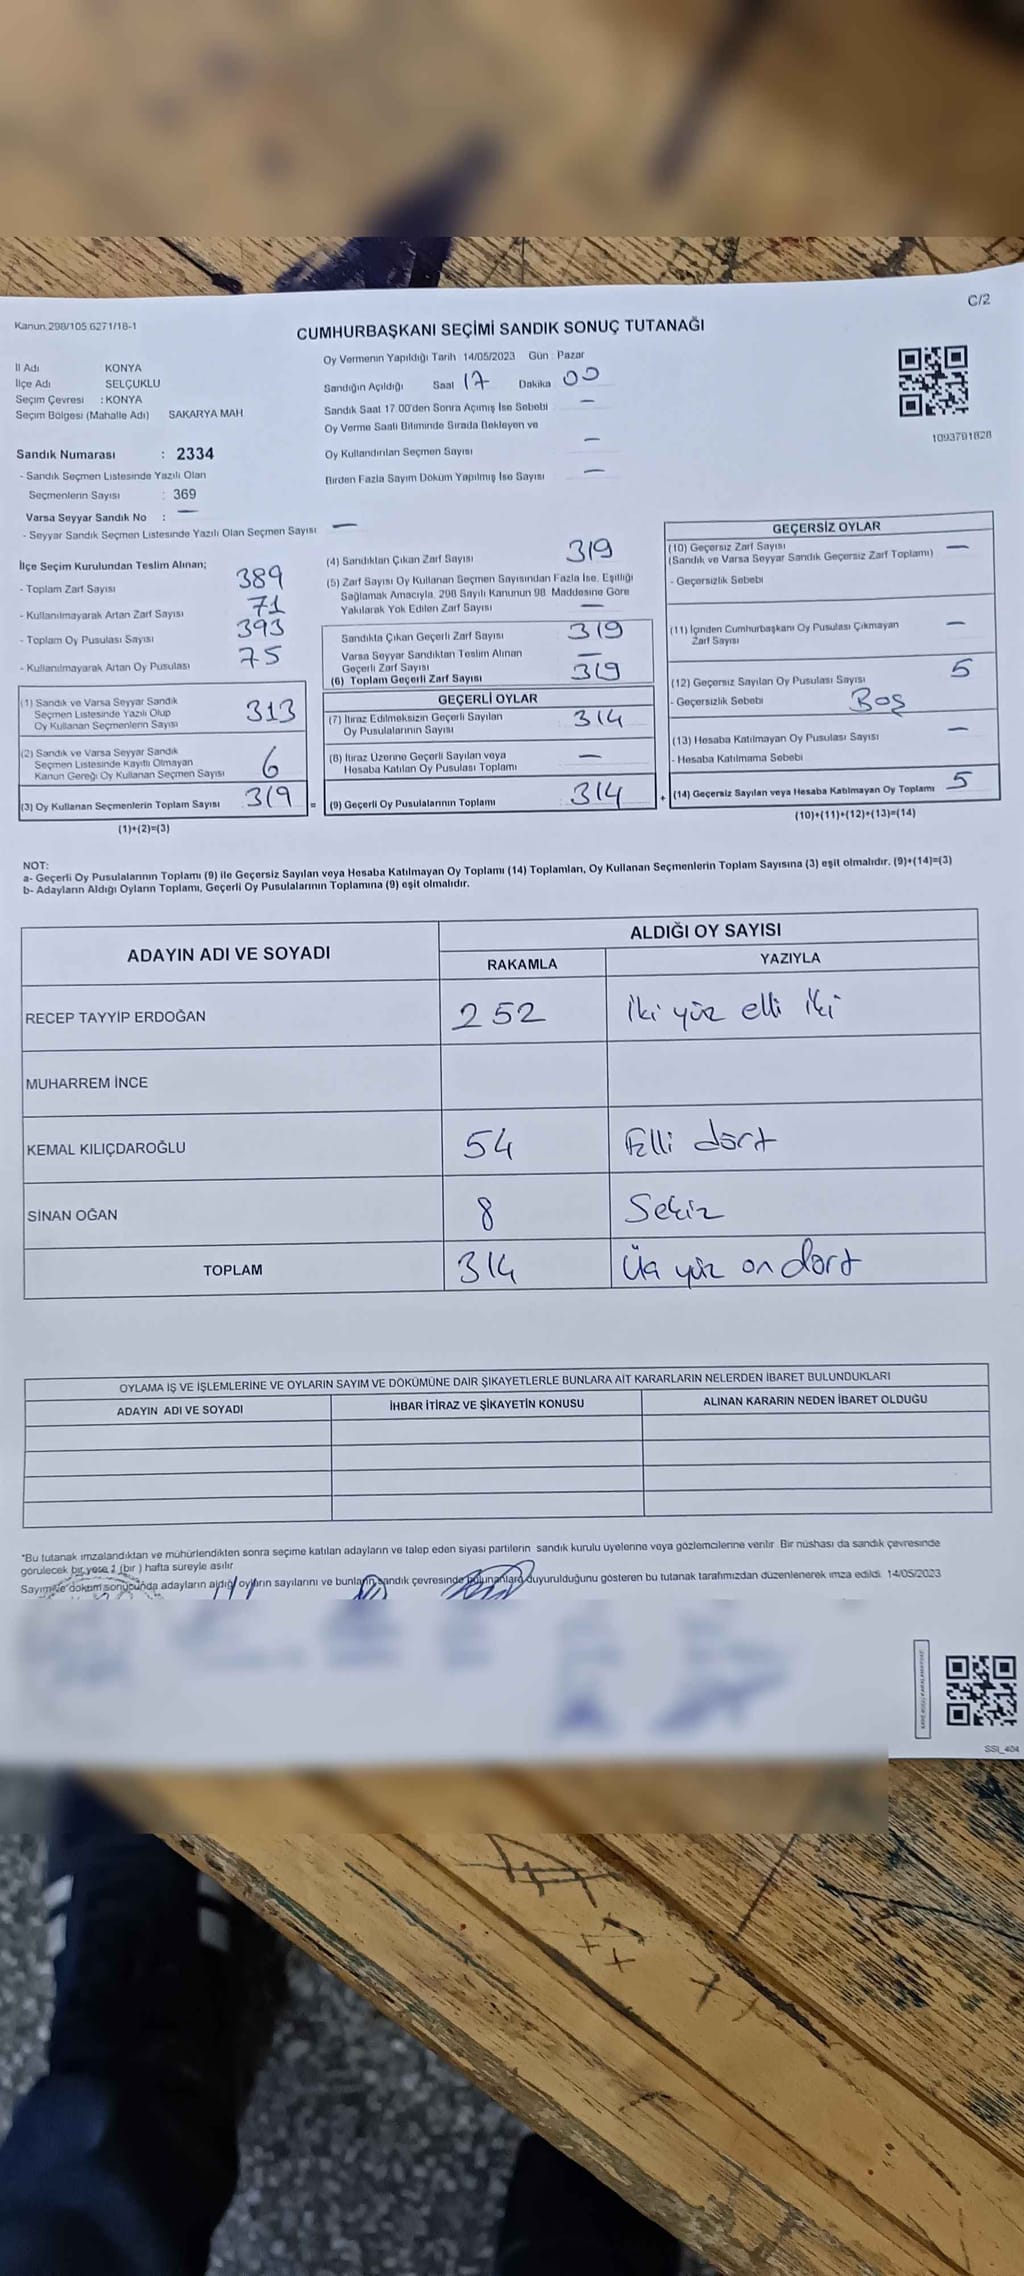 C/2
Kanun.298/105.6271/18-1
CUMHURBAŞKANI SEÇİMİ SANDIK SONUÇ TUTANAĞI
Oy Vermenin Yapıldığı Tarih 14/05/2023 Gün : Pazar
İl Adı KONYA
İlçe Adı SELÇUKLU
Seçim Çevresi : KONYA
Seçim Bölgesi (Mahalle Adı) SAKARYA MAH
Sandığın Açıldığı Saat 17 Dakika 00
Sandık Saat 17.00'den Sonra Açımış İse Sebebi —
Oy Verme Saati Bitiminde Sırada Bekleyen ve
Oy Kullandırılan Seçmen Sayısı —
Birden Fazla Sayım Döküm Yapılmış İse Sayısı —
1093791828
Sandık Numarası : 2334
- Sandık Seçmen Listesinde Yazılı Olan
Seçmenlerin Sayısı : 369
Varsa Seyyar Sandık No : —
- Seyyar Sandık Seçmen Listesinde Yazılı Olan Seçmen Sayısı —
İlçe Seçim Kurulundan Teslim Alınan;
- Toplam Zarf Sayısı 389
- Kullanılmayarak Artan Zarf Sayısı 71
- Toplam Oy Pusulası Sayısı 393
- Kullanılmayarak Artan Oy Pusulası 75
(1) Sandık ve Varsa Seyyar Sandık
Seçmen Listesinde Yazılı Olup
Oy Kullanan Seçmenlerin Sayısı 313
(2) Sandık ve Varsa Seyyar Sandık
Seçmen Listesinde Kayıtlı Olmayan
Kanun Gereği Oy Kullanan Seçmen Sayısı 6
(3) Oy Kullanan Seçmenlerin Toplam Sayısı 319 =
(1)+(2)=(3)
(4) Sandıktan Çıkan Zarf Sayısı 319
(5) Zarf Sayısı Oy Kullanan Seçmen Sayısından Fazla İse, Eşitliği
Sağlamak Amacıyla, 298 Sayılı Kanunun 98. Maddesine Göre
Yakılarak Yok Edilen Zarf Sayısı —
Sandıkta Çıkan Geçerli Zarf Sayısı 319
Varsa Seyyar Sandıktan Teslim Alınan
Geçerli Zarf Sayısı —
(6) Toplam Geçerli Zarf Sayısı 319
GEÇERLİ OYLAR
(7) İtiraz Edilmeksizin Geçerli Sayılan
Oy Pusulalarının Sayısı 314
(8) İtiraz Üzerine Geçerli Sayılan veya
Hesaba Katılan Oy Pusulası Toplamı —
(9) Geçerli Oy Pusulalarının Toplamı 314 +
GEÇERSİZ OYLAR
(10) Geçersiz Zarf Sayısı —
(Sandık ve Varsa Seyyar Sandık Geçersiz Zarf Toplamı)
- Geçersizlik Sebebi
(11) İçinden Cumhurbaşkanı Oy Pusulası Çıkmayan
Zarf Sayısı —
(12) Geçersiz Sayılan Oy Pusulası Sayısı 5
- Geçersizlik Sebebi Boş
(13) Hesaba Katılmayan Oy Pusulası Sayısı —
- Hesaba Katılmama Sebebi
(14) Geçersiz Sayılan veya Hesaba Katılmayan Oy Toplamı 5
(10)+(11)+(12)+(13)=(14)
NOT:
a- Geçerli Oy Pusulalarının Toplamı (9) ile Geçersiz Sayılan veya Hesaba Katılmayan Oy Toplamı (14) Toplamları, Oy Kullanan Seçmenlerin Toplam Sayısına (3) eşit olmalıdır. (9)+(14)=(3)
b- Adayların Aldığı Oyların Toplamı, Geçerli Oy Pusulalarının Toplamına (9) eşit olmalıdır.
ADAYIN ADI VE SOYADI
ALDIĞI OY SAYISI
RAKAMLA YAZIYLA
RECEP TAYYİP ERDOĞAN 252 İki yüz elli iki
MUHARREM İNCE
KEMAL KILIÇDAROĞLU 54 Elli dört
SİNAN OĞAN 8 Sekiz
TOPLAM 314 Üç yüz on dört
OYLAMA İŞ VE İŞLEMLERİNE VE OYLARIN SAYIM VE DÖKÜMÜNE DAİR ŞİKAYETLERLE BUNLARA AİT KARARLARIN NELERDEN İBARET BULUNDUKLARI
ADAYIN ADI VE SOYADI İHBAR İTİRAZ VE ŞİKAYETİN KONUSU ALINAN KARARIN NEDEN İBARET OLDUĞU
*Bu tutanak imzalandıktan ve mühürlendikten sonra seçime katılan adayların ve talep eden siyasi partilerin sandık kurulu üyelerine veya gözlemcilerine verilir. Bir nüshası da sandık çevresinde
görülecek bir yere 1 (bir) hafta süreyle asılır.
Sayım ve döküm sonucunda adayların aldığı oyların sayılarını ve bunların sandık çevresinde bulunanlara duyurulduğunu gösteren bu tutanak tarafımızdan düzenlenerek imza edildi. 14/05/2023
SSI_404